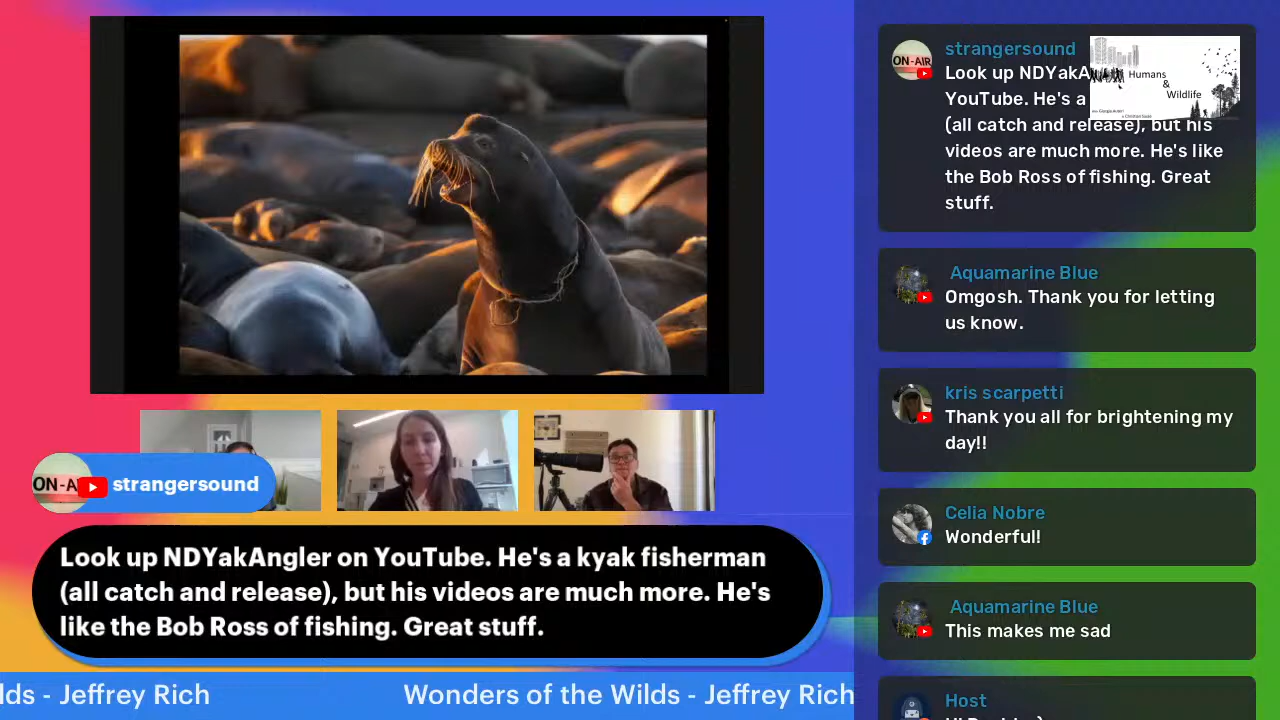 strangersound
Look up NDYakA
YouTube. He's a
(all catch and release), but his
videos are much more. He's like
the Bob Ross of fishing. Great
stuff.
ON-AIR
Humans
&
Wildlife
Aquamarine Blue
Omgosh. Thank you for letting
us know.
kris scarpetti
Thank you all for brightening my
day!!
Celia Nobre
Wonderful!
Aquamarine Blue
This makes me sad
Host
ON-A
strangersound
Look up NDYakAngler on YouTube. He's a kyak fisherman
(all catch and release), but his videos are much more. He's
like the Bob Ross of fishing. Great stuff.
lds - Jeffrey Rich
Wonders of the Wilds - Jeffrey Rich